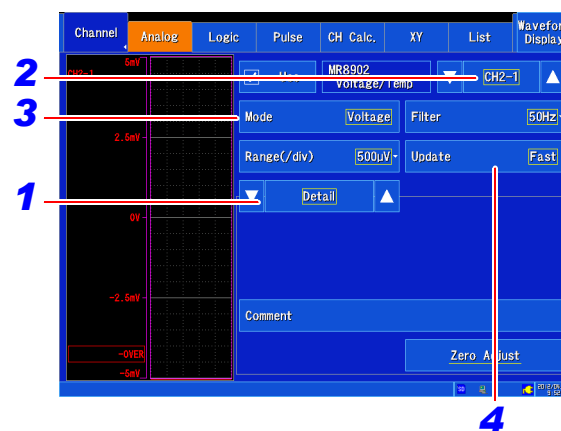 Channel
Analog
Logic
Pulse
CH Calc.
XY
List
Display
2
5mV
CH2-1
MR8902
Voltage/Temp
CH2-1
3
Mode
Voltage
Filter
50Hz
2.5mV
Range(/div)
500μV
Update
Fast
1
Detail
0V
-2.5mV
Comment
-OVER
Zero Adjust
-5mV
4